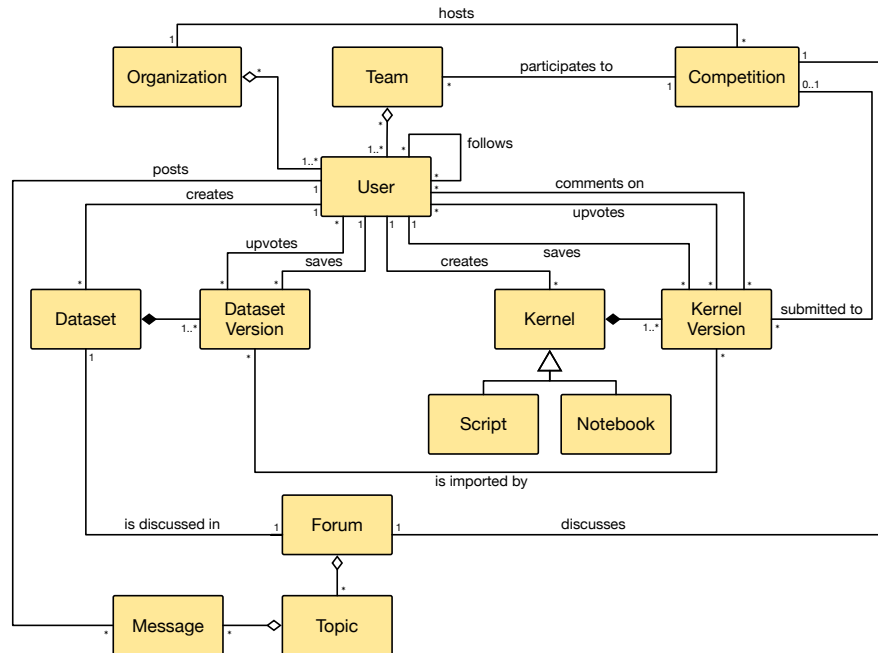 hosts
1
*
Organization
*
Team
*
participates to
*
1
Competition
1
0..1
1..*
1..*
*
follows
*
posts
1
User
*
comments on
creates
1
*
1
1
1
*
upvotes
upvotes
saves
creates
saves
*
*
*
*
*
*
*
Dataset
1..*
Dataset
Version
Kernel
1..*
Kernel
Version
submitted to
*
1
*
*
Script
Notebook
is imported by
is discussed in
1
Forum
1
discusses
*
Message
*
*
Topic